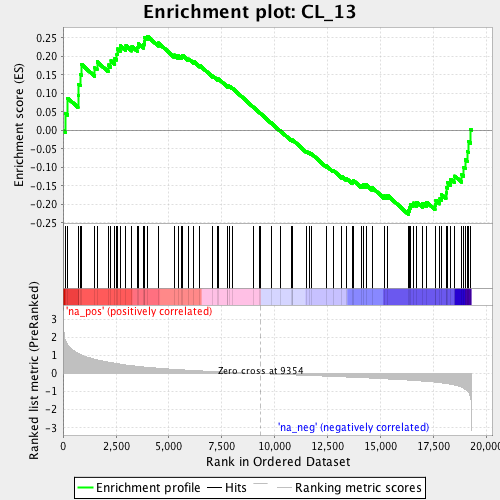 Enrichment plot: CL_13
Enrichment score (ES)
0.25
0.20
0.15
0.10
0.05
0.00
-0.05
-0.10
-0.15
-0.20
-0.25
'na_pos' (positively correlated)
Ranked list metric (PreRanked)
3
2
1
0
-1
-2
-3
Zero cross at 9354
'na_neg' (negatively correlated)
0
2,500
5,000
7,500
10,000
12,500
15,000
17,500
20,000
Rank in Ordered Dataset
Enrichment profile
Hits
Ranking metric scores